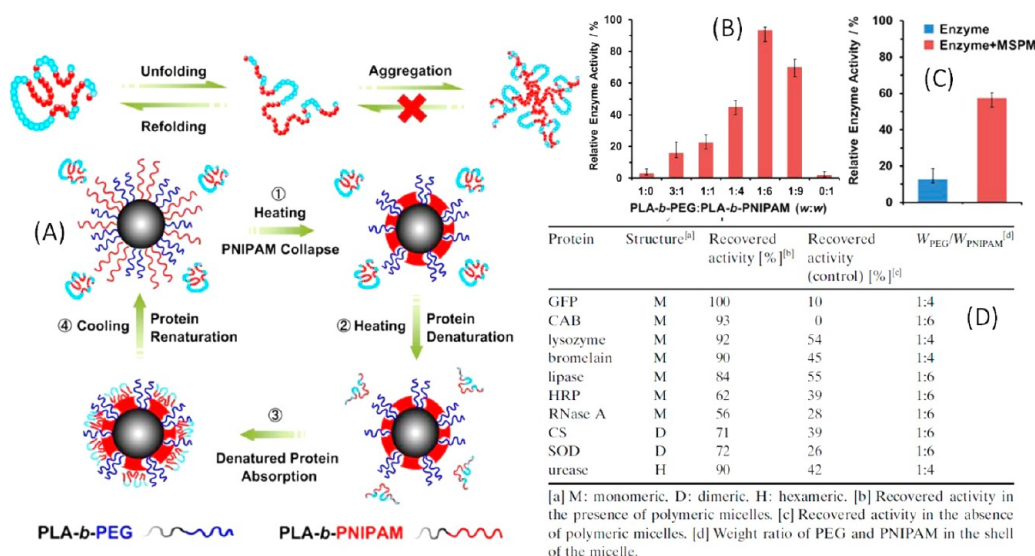 Unfolding
Refolding
Aggregation
(A)
①
Heating
PNIPAM Collapse
② Heating
Protein
Denaturation
③
Denatured Protein
Absorption
④ Cooling
Protein
Renaturation
PLA-b-PEG
PLA-b-PNIPAM
(B)
Relative Enzyme Activity / %
100
90
80
70
60
50
40
30
20
10
0
1:0 3:1 1:1 1:4 1:6 1:9 0:1
PLA-b-PEG:PLA-b-PNIPAM (w:w)
(C)
Enzyme
Enzyme+MSPM
Relative Enzyme Activity / %
100
80
60
40
20
0
(D)
Protein Structure[a] Recovered activity [%][b] Recovered activity (control) [%][c] WPEG/WPNIPAM[d]
GFP M 100 10 1:4
CAB M 93 0 1:6
lysozyme M 92 54 1:4
bromelain M 90 45 1:4
lipase M 84 55 1:6
HRP M 62 39 1:6
RNase A M 56 28 1:6
CS D 71 39 1:6
SOD D 72 26 1:6
urease H 90 42 1:4
[a] M: monomeric, D: dimeric, H: hexameric. [b] Recovered activity in
the presence of polymeric micelles. [c] Recovered activity in the absence
of polymeric micelles. [d] Weight ratio of PEG and PNIPAM in the shell
of the micelle.